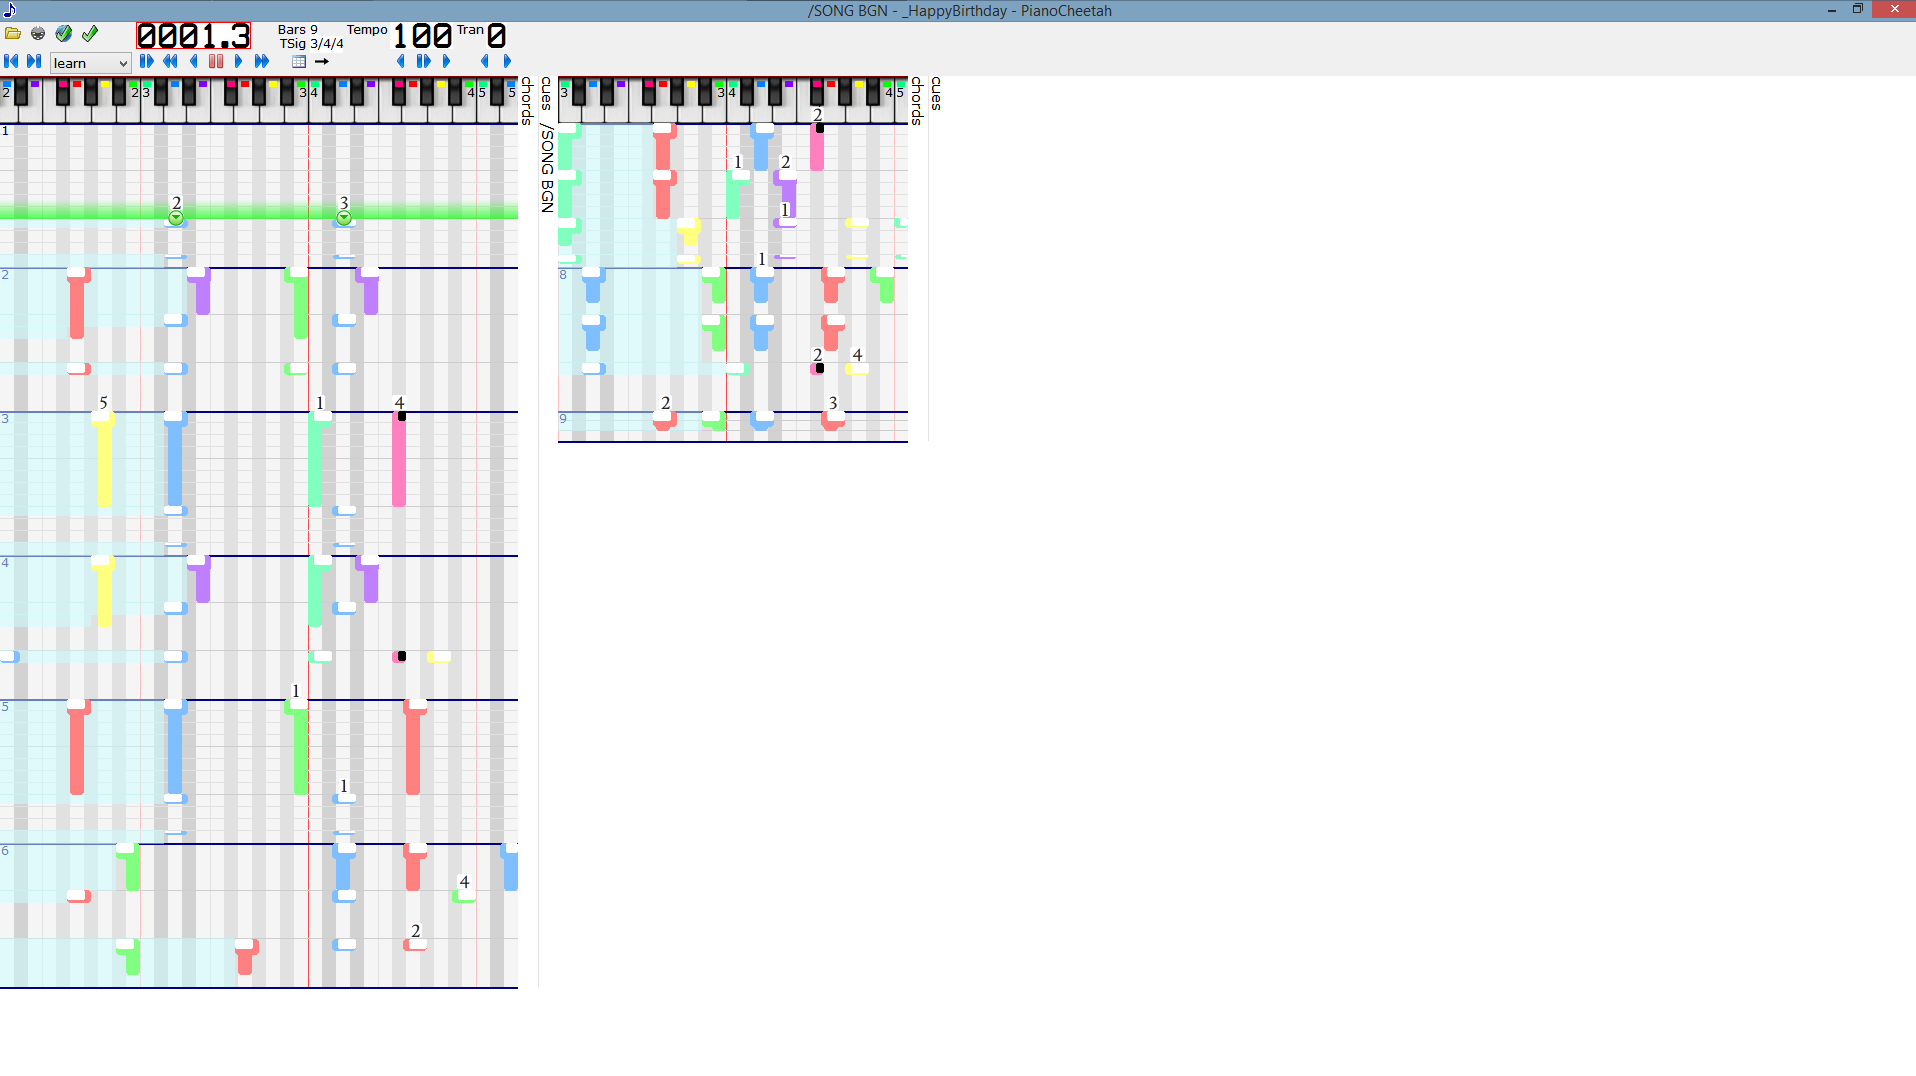 /SONG BGN - _HappyBirthday - PianoCheetah
0001.3
Bars 9
TSig 3/4/4
Tempo 100
Tran 0
learn
2 2 3 3 4 4 5 5
chords
cues
/SONG BGN
3 3 4 4 5
chords
cues
1
2 3
2
3
5 1 4
4
5
1
1
6
4
2
2
1 2
1
8
1
2 4
9
2 3